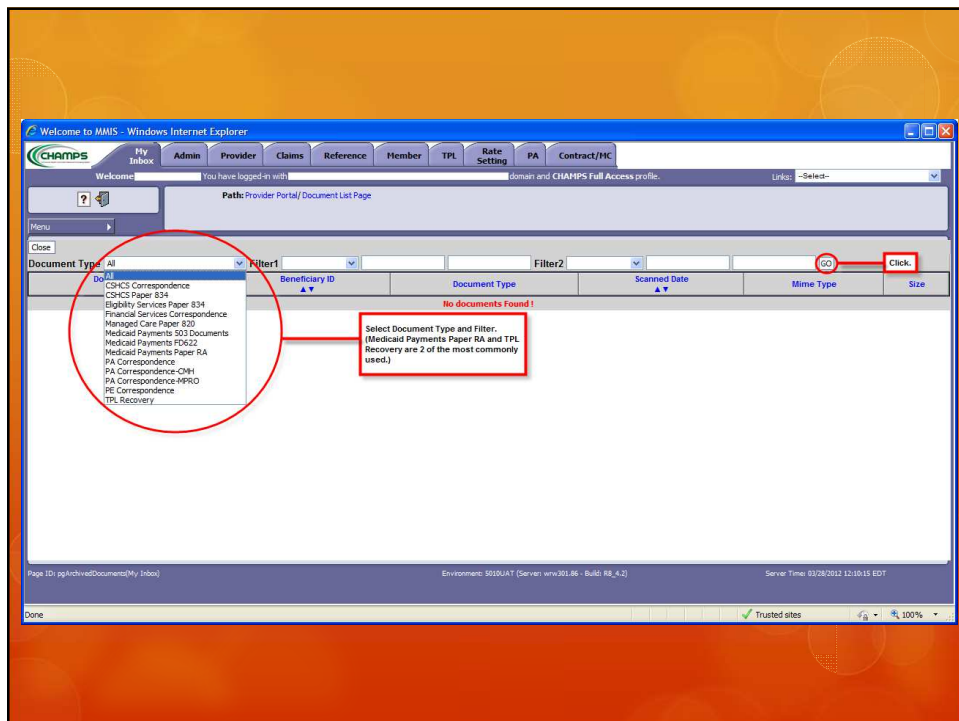 Welcome to MMIS - Windows Internet Explorer
CHAMPS
My Inbox
Admin
Provider
Claims
Reference
Member
TPL
Rate Setting
PA
Contract/MC
Welcome
You have logged-in with
domain and CHAMPS Full Access profile.
Links: --Select--
?
Path: Provider Portal/ Document List Page
Menu
Close
Document Type All Filter1 Filter2 GO
Click.
Do
Beneficiary ID
Document Type
Scanned Date
Mime Type
Size
▲▼
▲▼
No documents Found !
All
CSHCS Correspondence
CSHCS Paper 834
Eligibility Services Paper 834
Financial Services Correspondence
Managed Care Paper 820
Medicaid Payments 503 Documents
Medicaid Payments FD622
Medicaid Payments Paper RA
PA Correspondence
PA Correspondence-CMH
PA Correspondence-MPRO
PE Correspondence
TPL Recovery
Select Document Type and Filter.
(Medicaid Payments Paper RA and TPL
Recovery are 2 of the most commonly
used.)
Page ID: pgArchivedDocuments(My Inbox)
Environment: 5010UAT (Server: wrw301.86 - Build: R8_4.2)
Server Time: 03/28/2012 12:10:15 EDT
Done
Trusted sites
100%